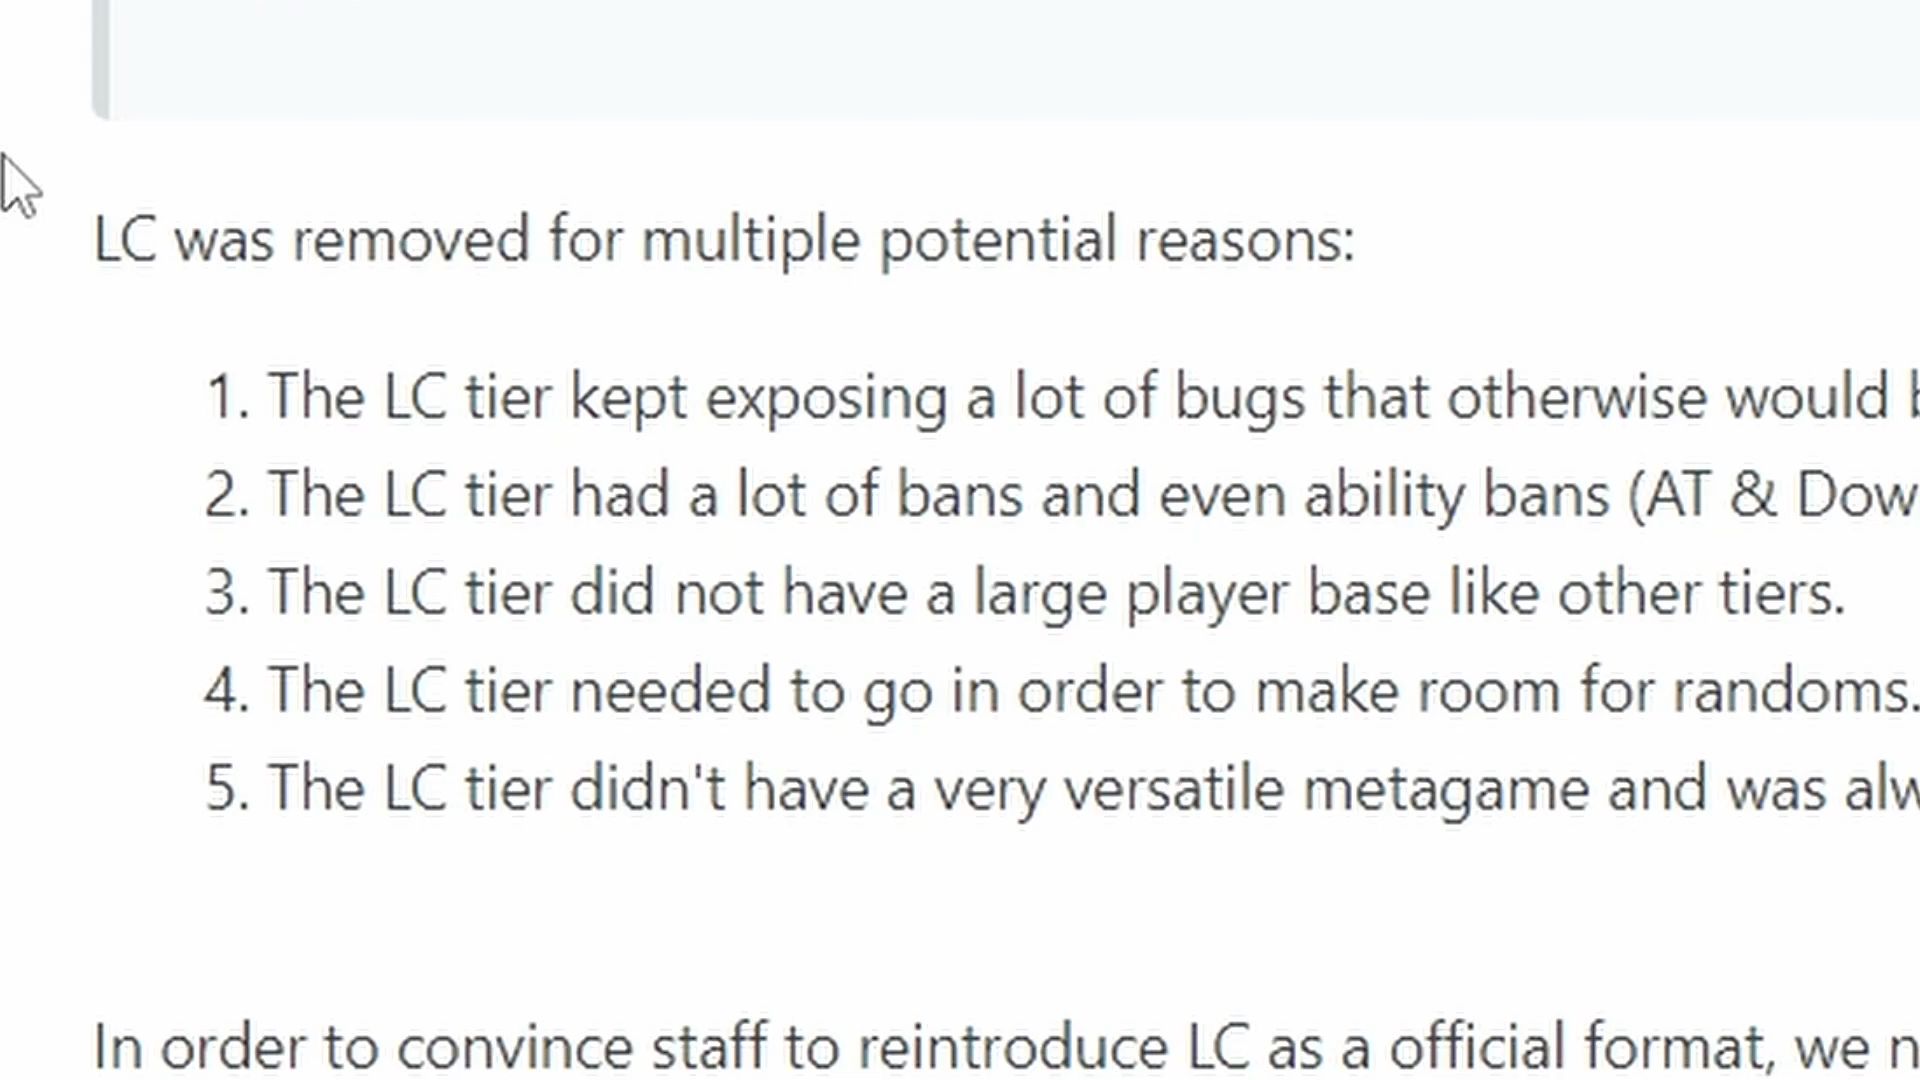 LC was removed for multiple potential reasons:
1. The LC tier kept exposing a lot of bugs that otherwise would
2. The LC tier had a lot of bans and even ability bans (AT & Dow
3. The LC tier did not have a large player base like other tiers.
4. The LC tier needed to go in order to make room for randoms.
5. The LC tier didn't have a very versatile metagame and was alw
In order to convince staff to reintroduce LC as a official format, we n